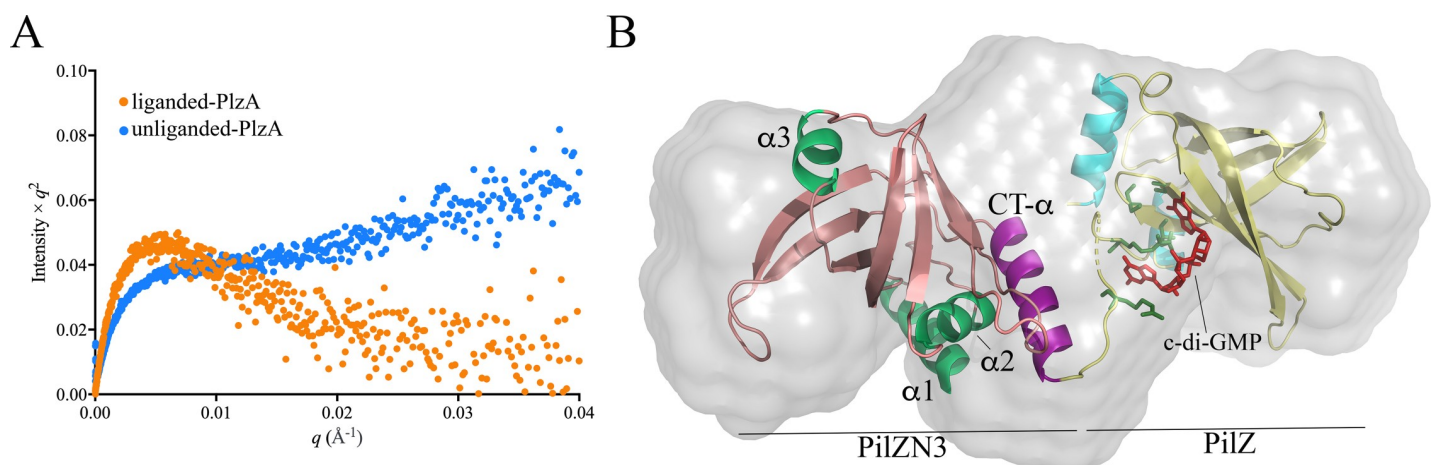 A
0.10
0.08
0.06
0.04
0.02
0.00
Intensity × q²
liganded-PlzA
unliganded-PlzA
0.00 0.01 0.02 0.03 0.04
q (Å⁻¹)
B
α3
CT-α
α2
α1
c-di-GMP
PilZN3
PilZ